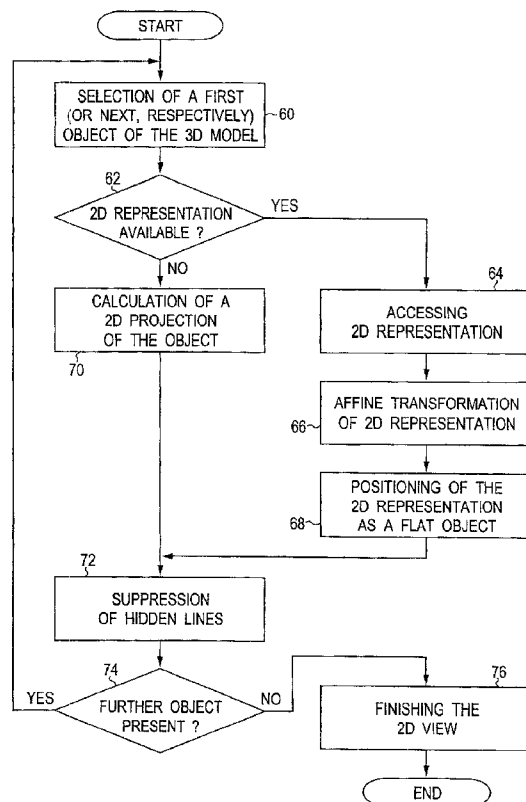 START
SELECTION OF A FIRST
(OR NEXT, RESPECTIVELY)
OBJECT OF THE 3D MODEL
60
62
2D REPRESENTATION
AVAILABLE ?
YES
NO
CALCULATION OF A
2D PROJECTION
OF THE OBJECT
70
64
ACCESSING
2D REPRESENTATION
AFFINE TRANSFORMATION
OF 2D REPRESENTATION
66
POSITIONING OF THE
2D REPRESENTATION
AS A FLAT OBJECT
68
72
SUPPRESSION
OF HIDDEN LINES
74
YES
FURTHER OBJECT
PRESENT ?
NO
76
FINISHING THE
2D VIEW
END